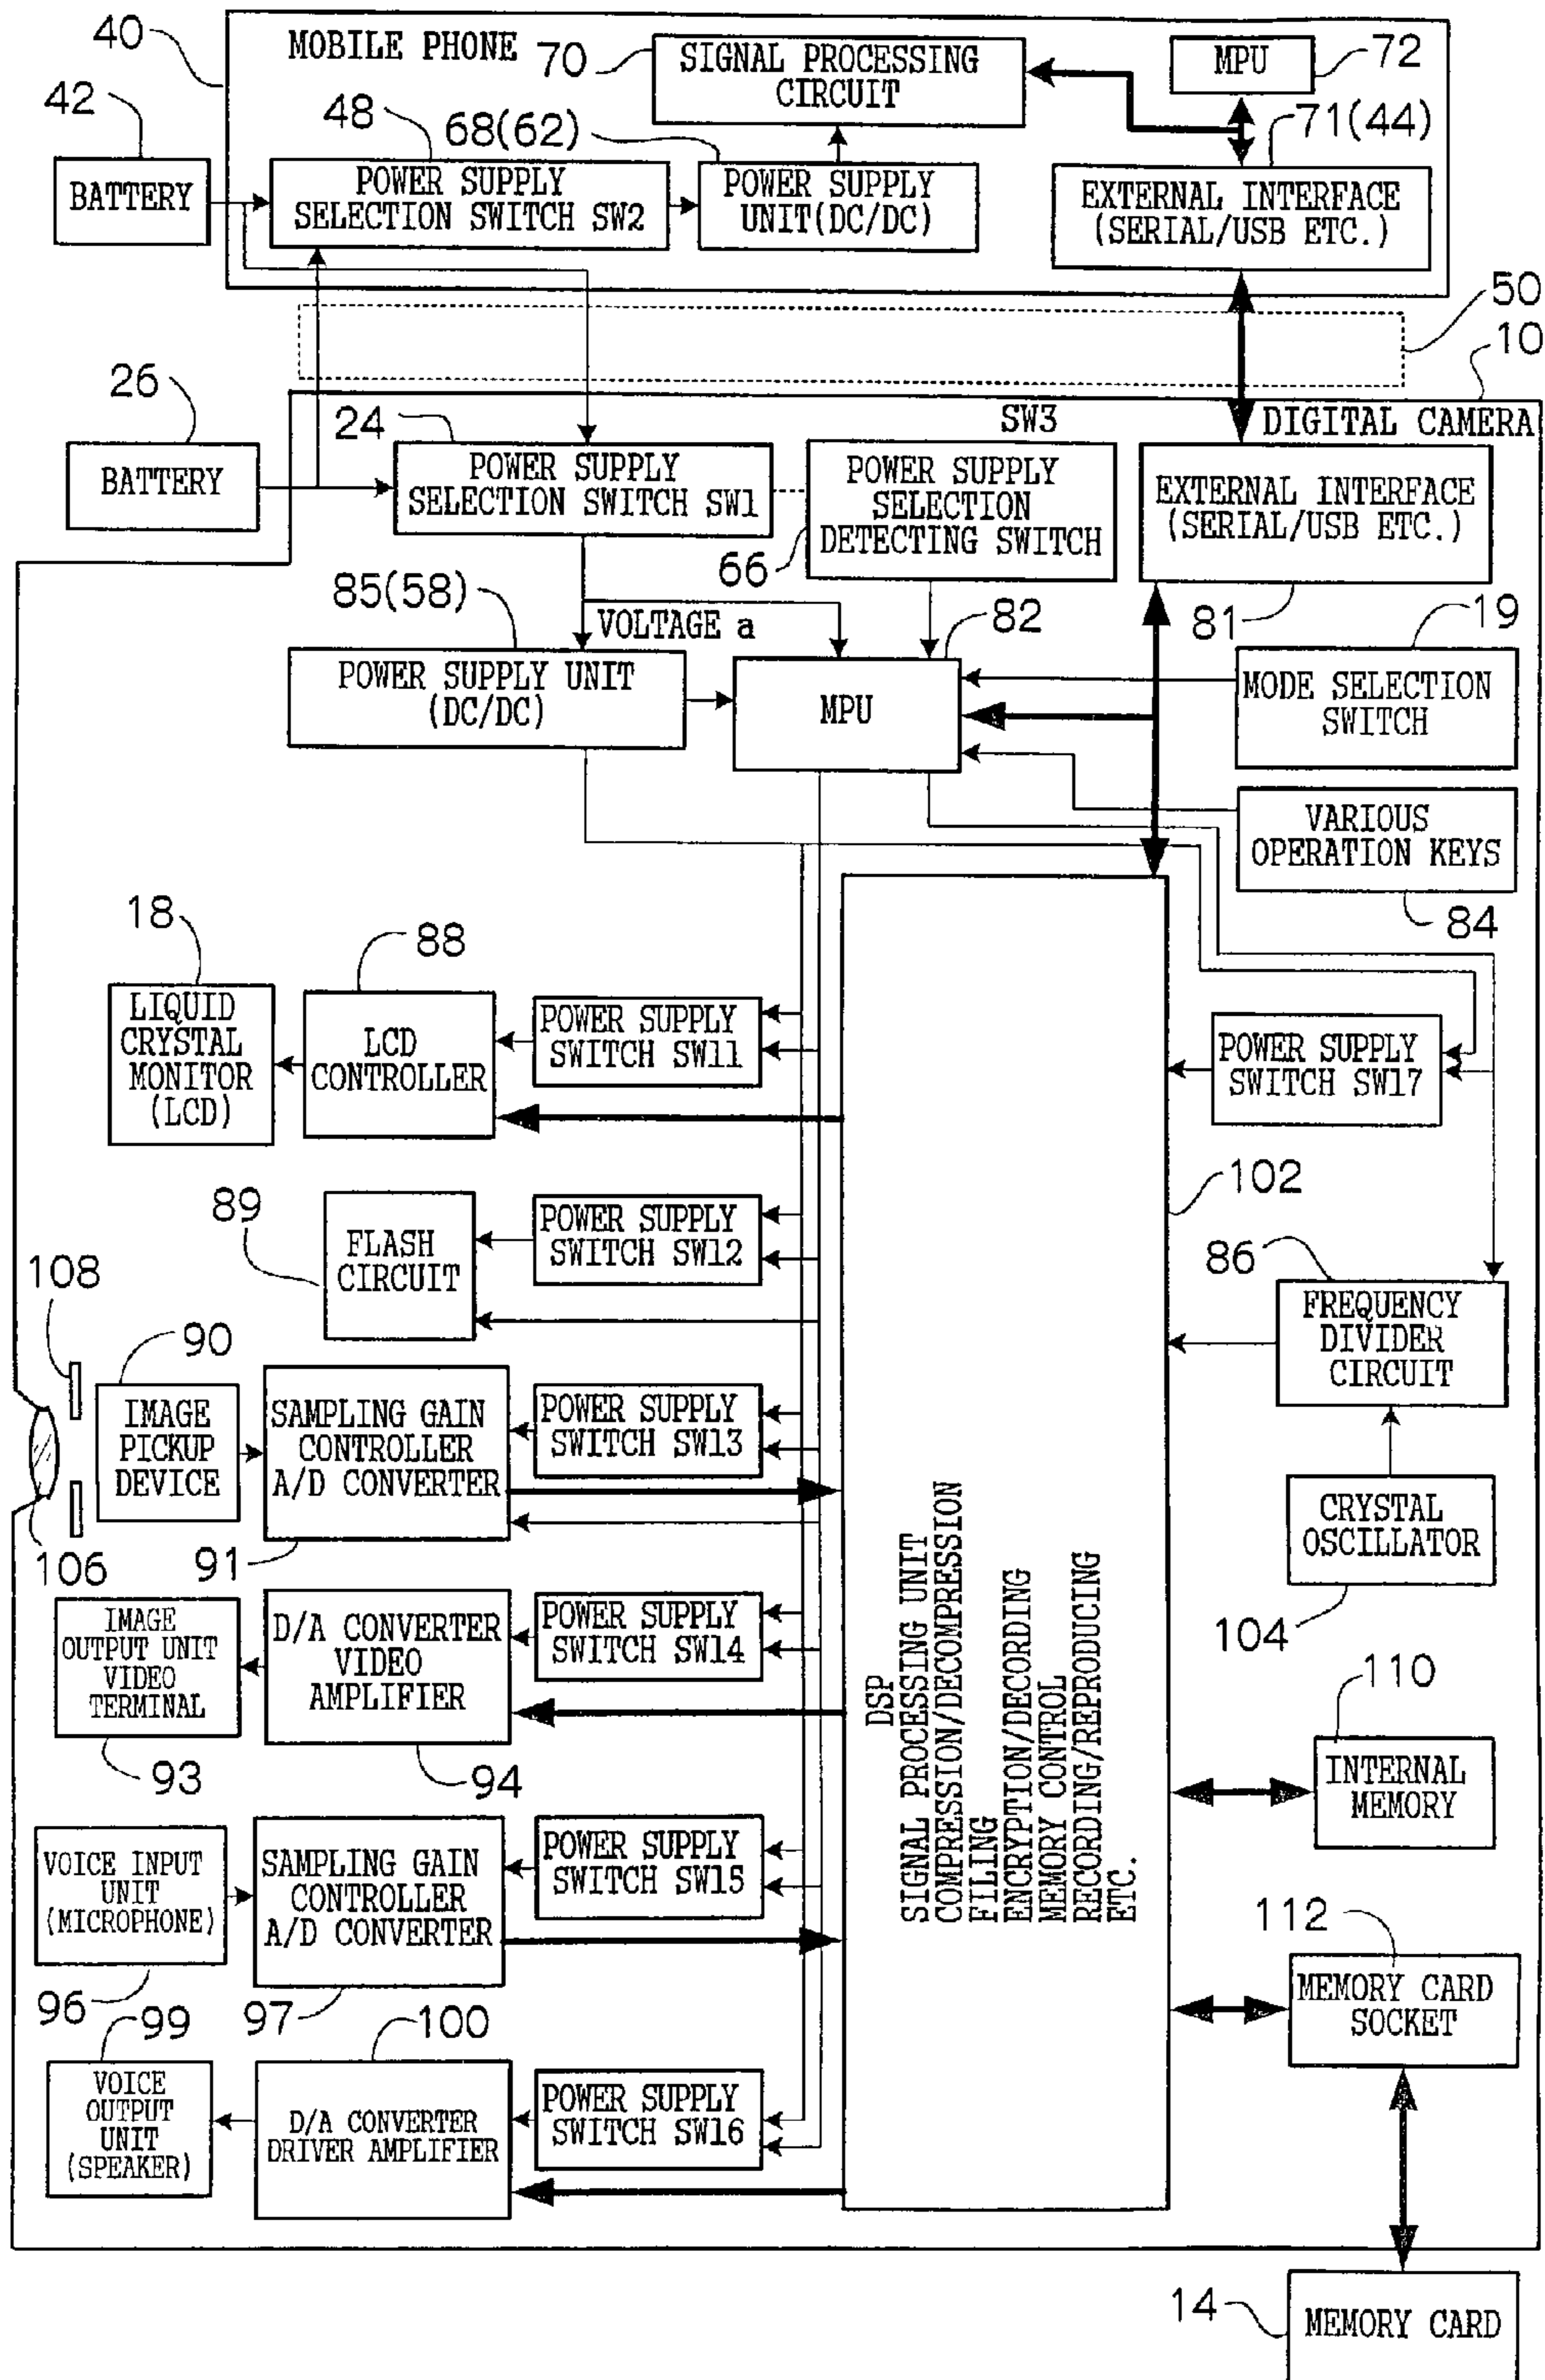 40
MOBILE PHONE
70
SIGNAL PROCESSING
CIRCUIT
MPU
72
42
48
68(62)
71(44)
BATTERY
POWER SUPPLY
SELECTION SWITCH SW2
POWER SUPPLY
UNIT(DC/DC)
EXTERNAL INTERFACE
(SERIAL/USB ETC.)
50
10
26
24
SW3
DIGITAL CAMERA
BATTERY
POWER SUPPLY
SELECTION SWITCH SW1
POWER SUPPLY
SELECTION
DETECTING SWITCH
EXTERNAL INTERFACE
(SERIAL/USB ETC.)
66
85(58)
VOLTAGE a
82
81
19
POWER SUPPLY UNIT
(DC/DC)
MPU
MODE SELECTION
SWITCH
VARIOUS
OPERATION KEYS
84
18
88
LIQUID
CRYSTAL
MONITOR
(LCD)
LCD
CONTROLLER
POWER SUPPLY
SWITCH SW11
POWER SUPPLY
SWITCH SW17
102
89
FLASH
CIRCUIT
POWER SUPPLY
SWITCH SW12
86
FREQUENCY
DIVIDER
CIRCUIT
108
90
IMAGE
PICKUP
DEVICE
SAMPLING GAIN
CONTROLLER
A/D CONVERTER
POWER SUPPLY
SWITCH SW13
106
91
CRYSTAL
OSCILLATOR
104
DSP
SIGNAL PROCESSING UNIT
COMPRESSION/DECOMPRESSION
FILING
ENCRYPTION/DECORDING
MEMORY CONTROL
RECORDING/REPRODUCING
ETC.
IMAGE
OUTPUT UNIT
VIDEO
TERMINAL
D/A CONVERTER
VIDEO
AMPLIFIER
POWER SUPPLY
SWITCH SW14
93
94
110
INTERNAL
MEMORY
VOICE INPUT
UNIT
(MICROPHONE)
SAMPLING GAIN
CONTROLLER
A/D CONVERTER
POWER SUPPLY
SWITCH SW15
96
97
112
MEMORY CARD
SOCKET
99
100
VOICE
OUTPUT
UNIT
(SPEAKER)
D/A CONVERTER
DRIVER AMPLIFIER
POWER SUPPLY
SWITCH SW16
14
MEMORY CARD